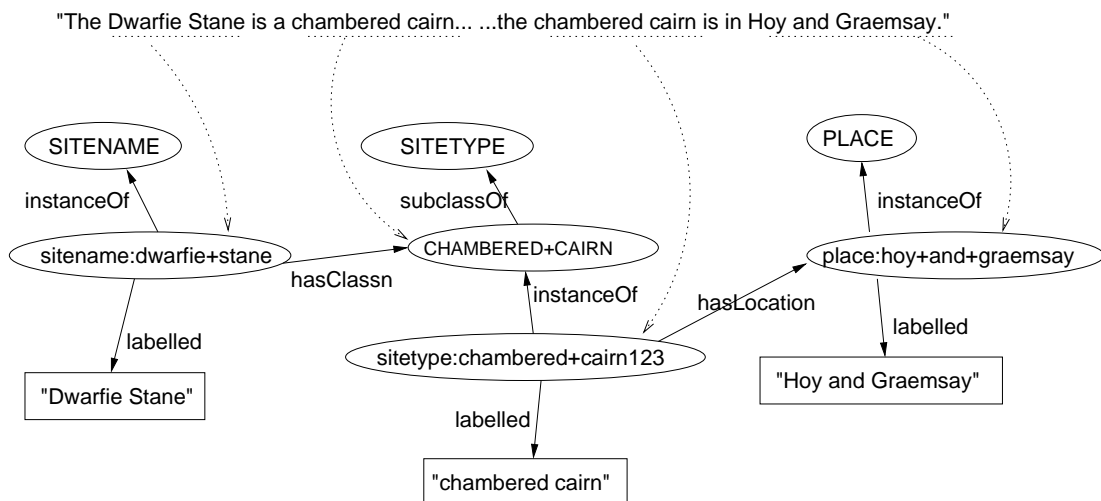 "The Dwarfie Stane is a chambered cairn... ...the chambered cairn is in Hoy and Graemsay."
SITENAME
SITETYPE
PLACE
instanceOf
subclassOf
instanceOf
sitename:dwarfie+stane
CHAMBERED+CAIRN
place:hoy+and+graemsay
hasClassn
instanceOf
hasLocation
labelled
sitetype:chambered+cairn123
labelled
"Dwarfie Stane"
"Hoy and Graemsay"
labelled
"chambered cairn"